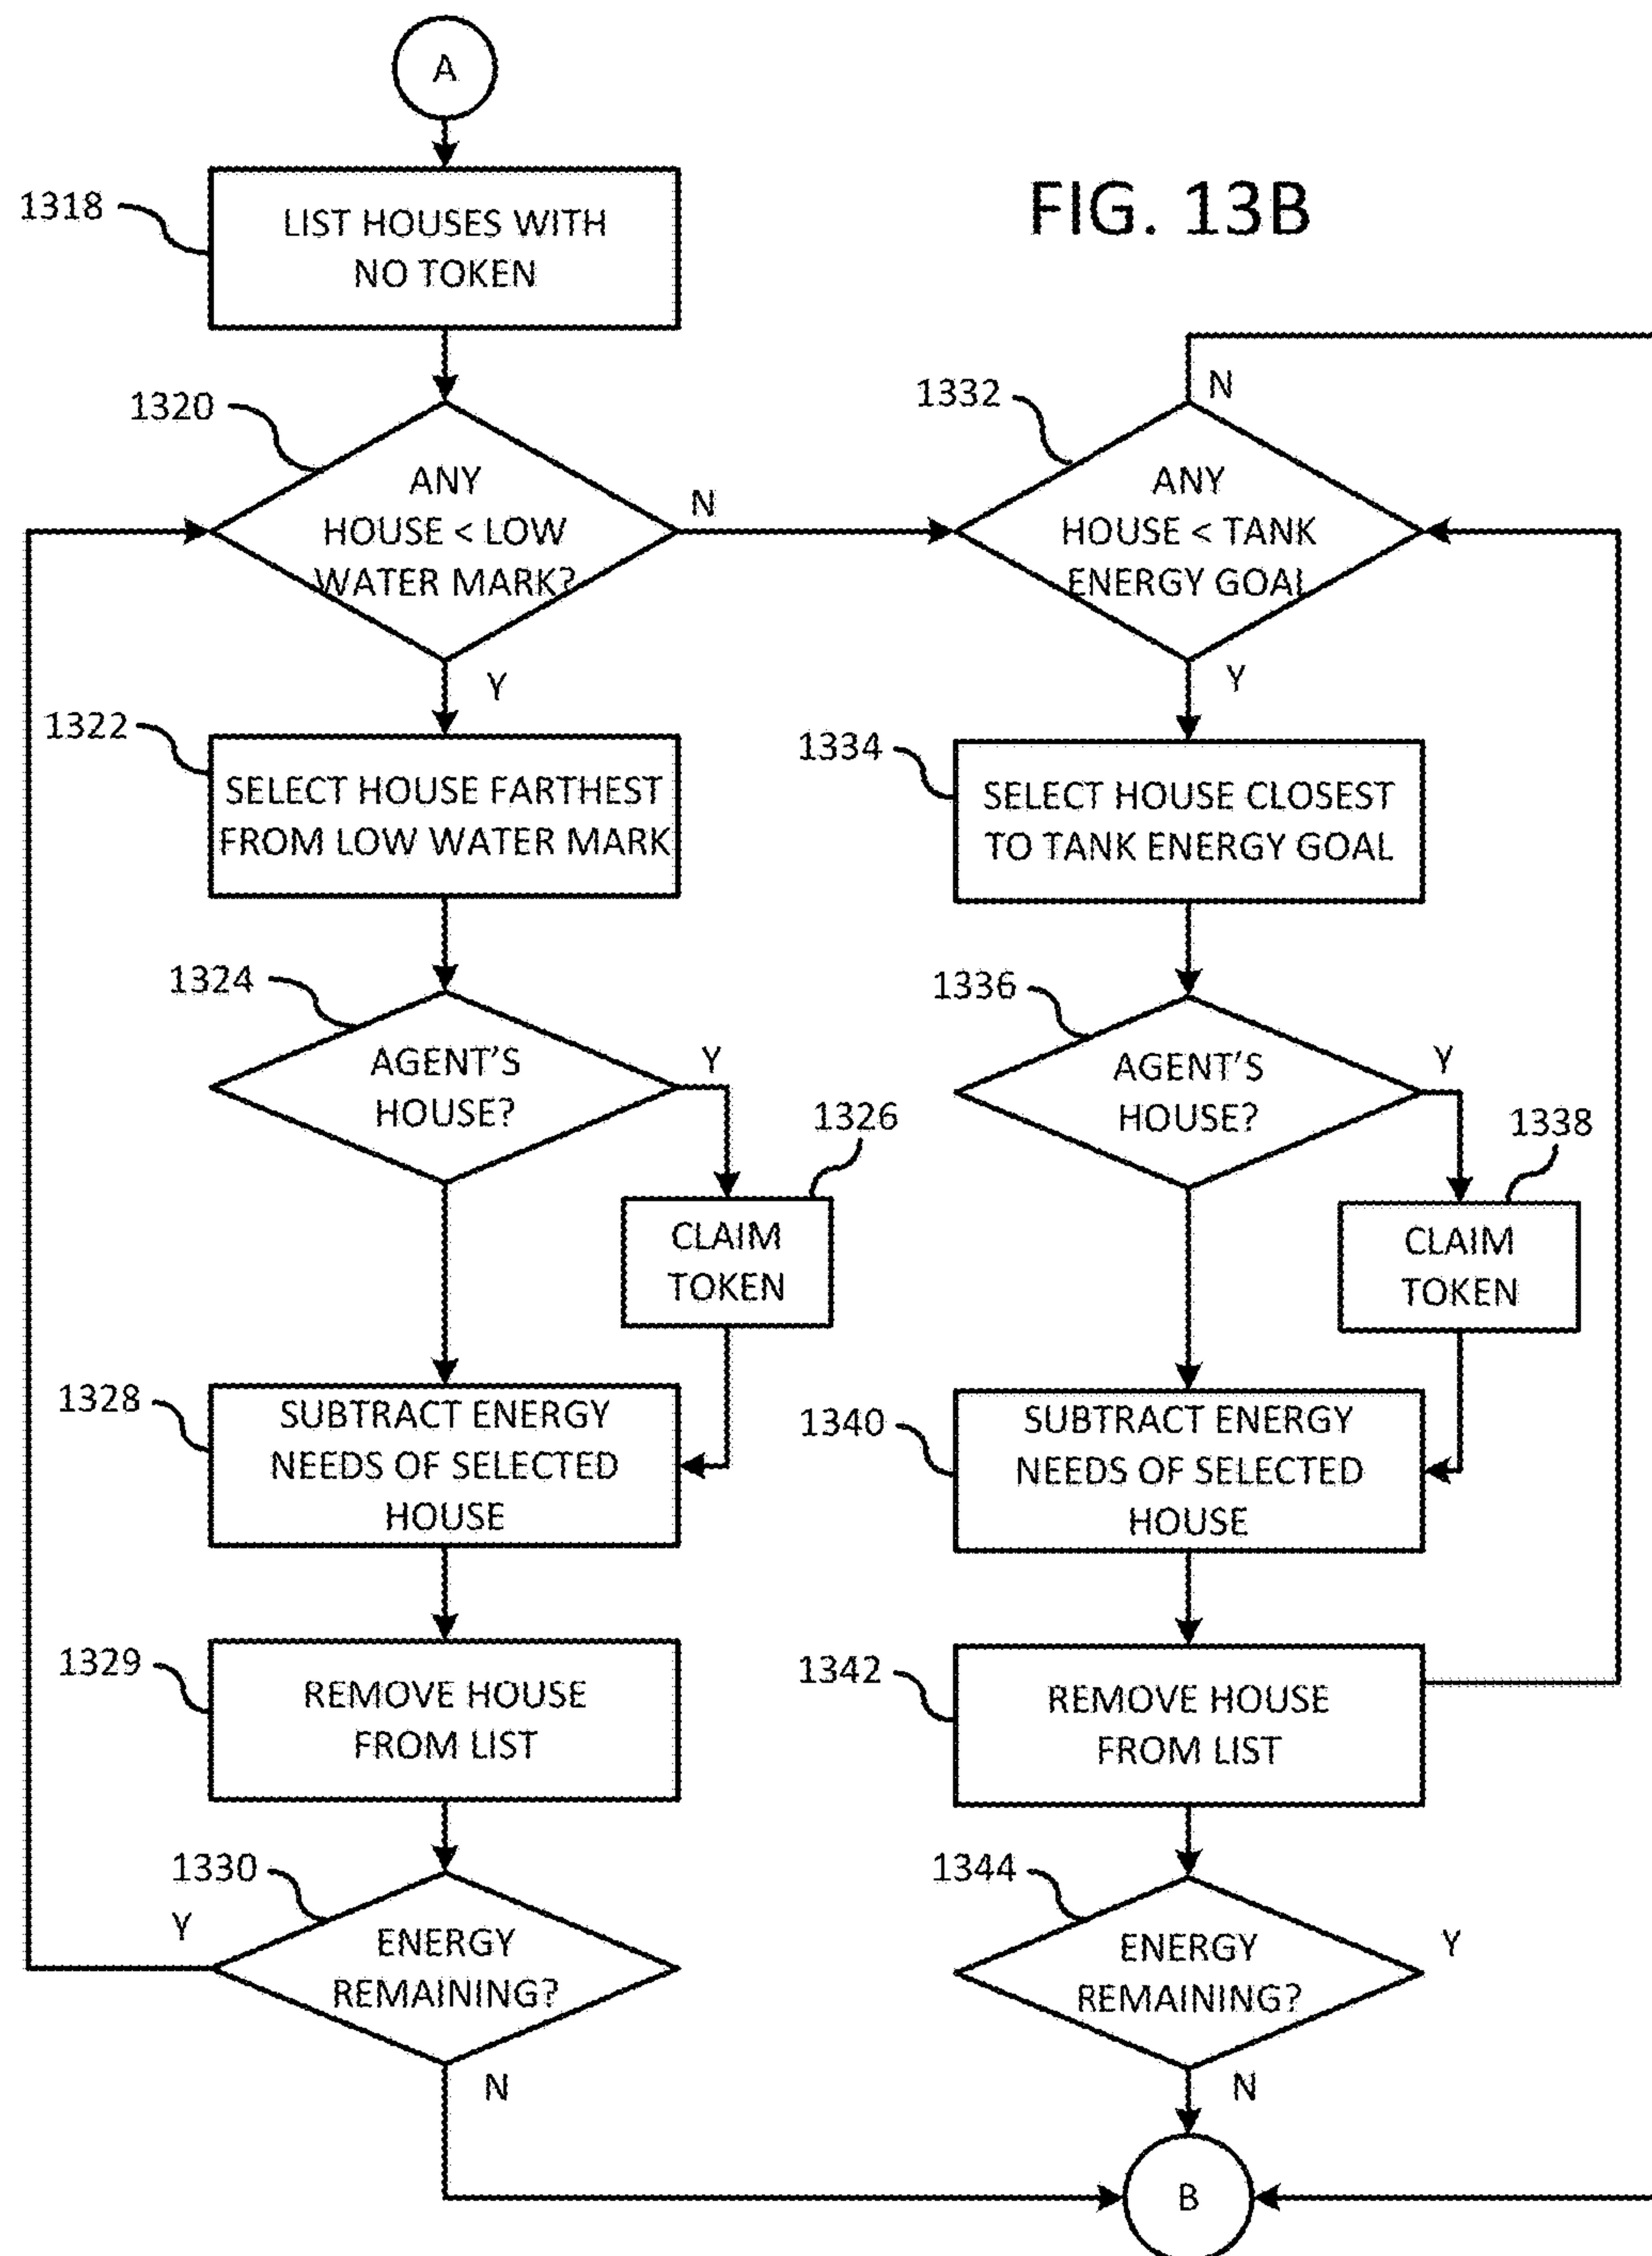 A
1318
LIST HOUSES WITH
NO TOKEN
FIG. 13B
1320
ANY
HOUSE < LOW
WATER MARK?
N
Y
1322
SELECT HOUSE FARTHEST
FROM LOW WATER MARK
1324
AGENT'S
HOUSE?
Y
1326
CLAIM
TOKEN
1328
SUBTRACT ENERGY
NEEDS OF SELECTED
HOUSE
1329
REMOVE HOUSE
FROM LIST
1330
Y
ENERGY
REMAINING?
N
1332
N
ANY
HOUSE < TANK
ENERGY GOAL
Y
1334
SELECT HOUSE CLOSEST
TO TANK ENERGY GOAL
1336
AGENT'S
HOUSE?
Y
1338
CLAIM
TOKEN
1340
SUBTRACT ENERGY
NEEDS OF SELECTED
HOUSE
1342
REMOVE HOUSE
FROM LIST
1344
ENERGY
REMAINING?
Y
N
B